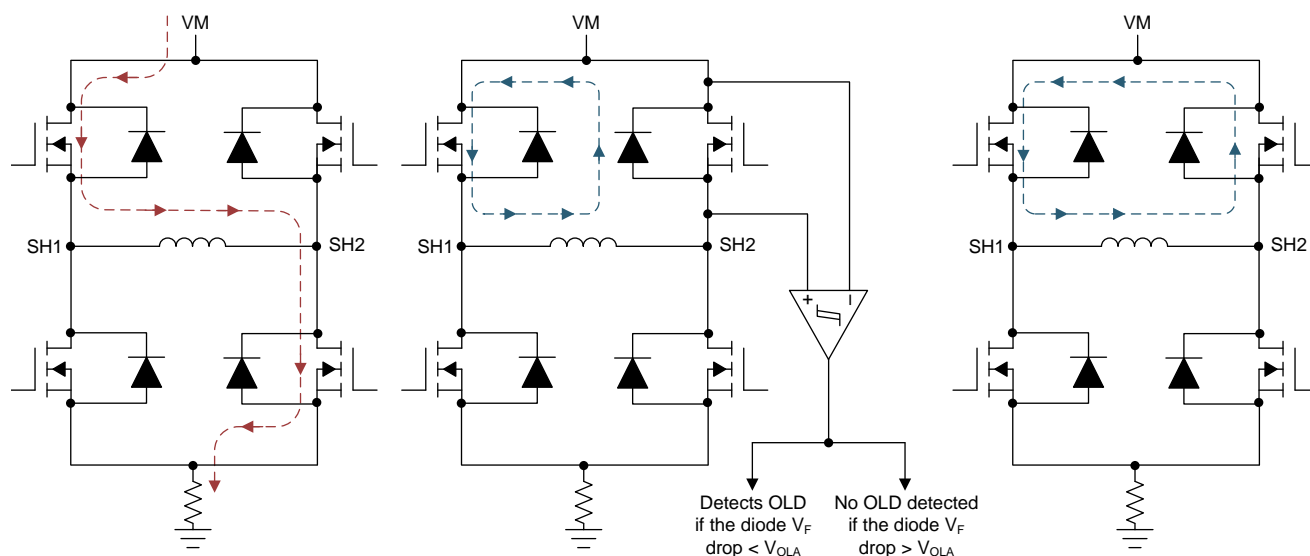 VM
VM
VM
SH1
SH2
SH1
SH2
SH1
SH2
+
−
Detects OLD
if the diode VF
drop < VOLA
No OLD detected
if the diode VF
drop > VOLA